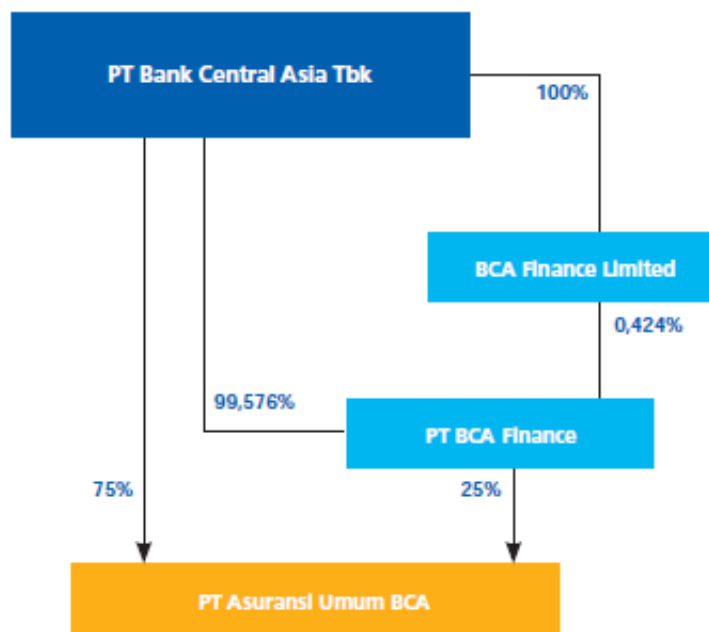 PT Bank Central Asia Tbk
100%
BCA Finance Limited
0,424%
99,576%
PT BCA Finance
75%
25%
PT Asuransi Umum BCA